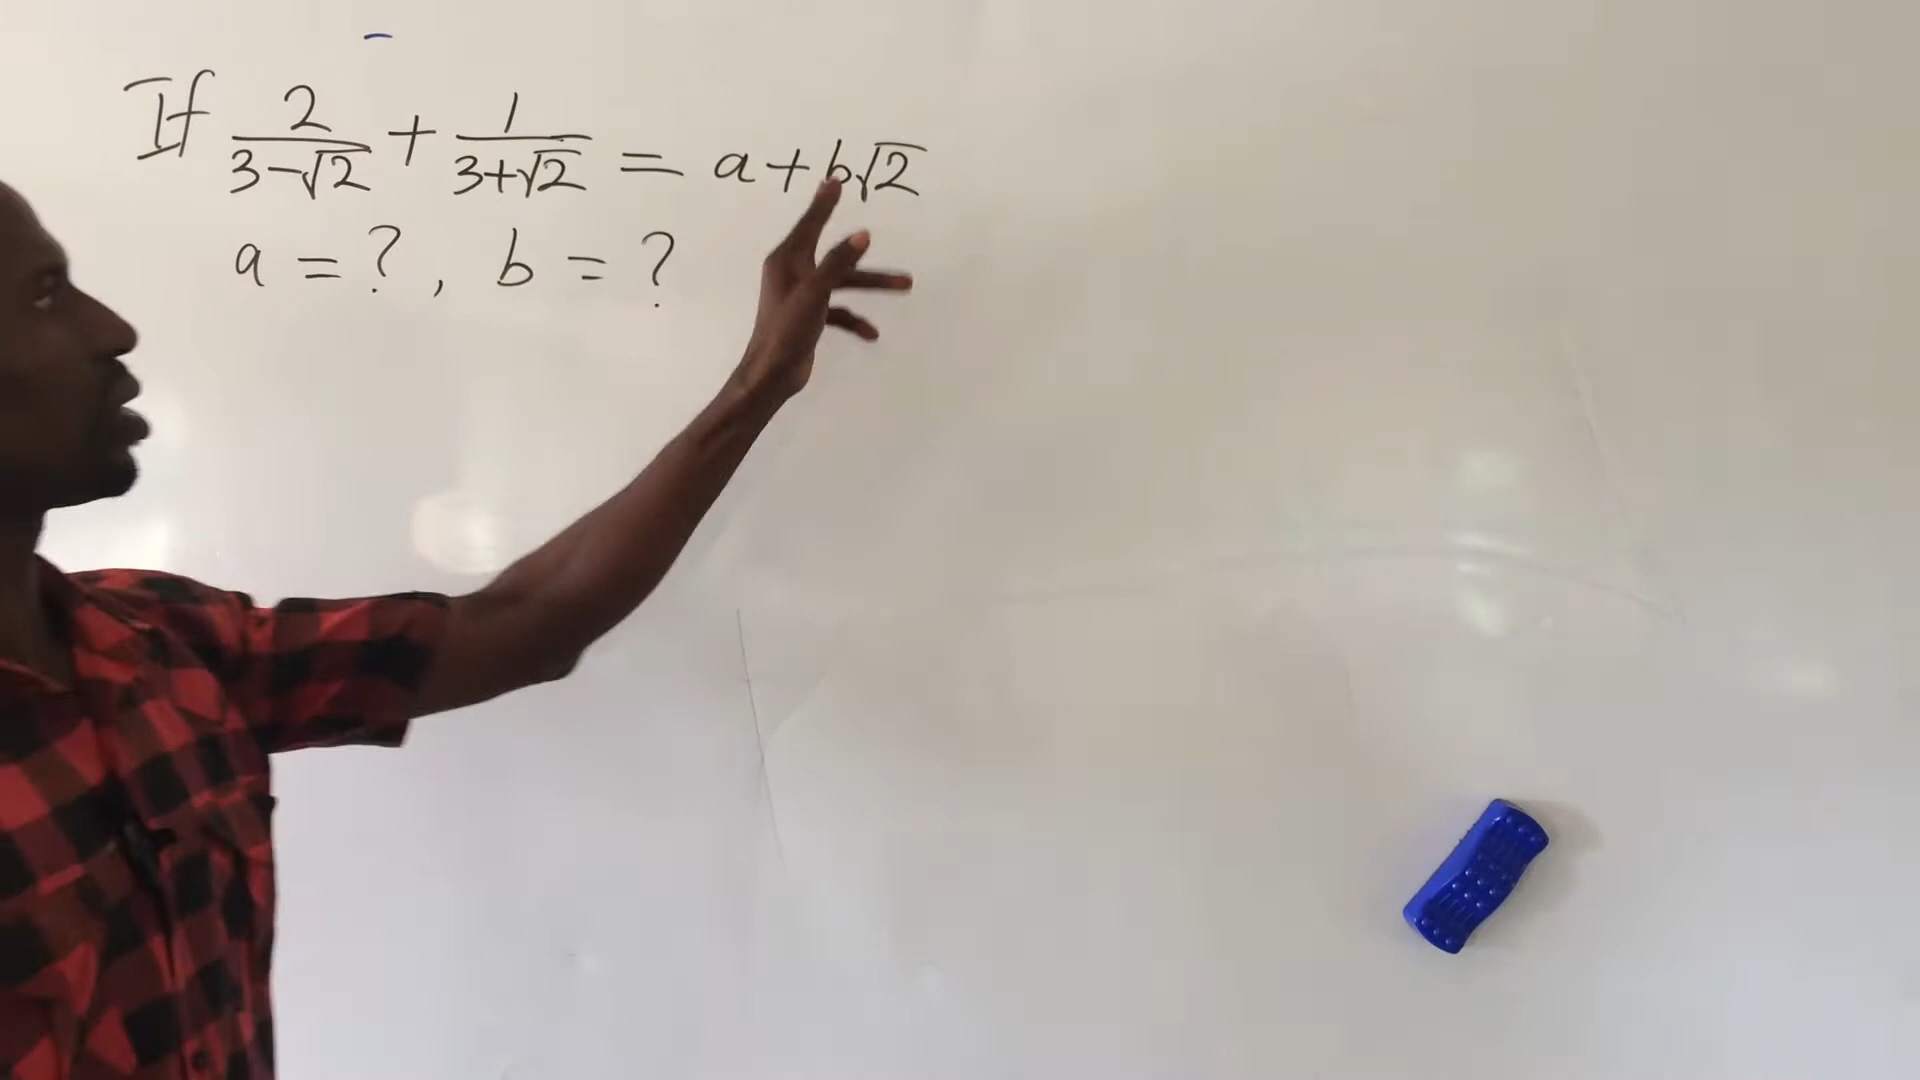 If 2/(3-√2) + 1/(3+√2) = a+b√2
a = ? , b = ?